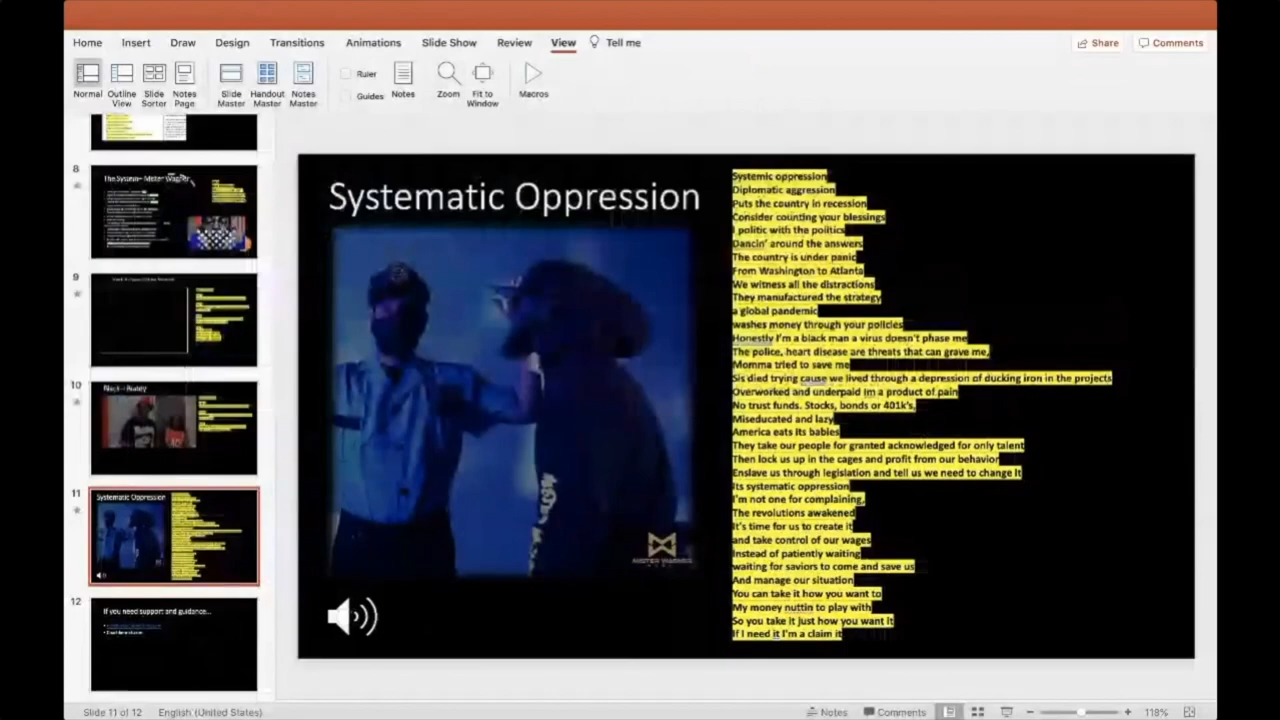 Home Insert Draw Design Transitions Animations Slide Show Review View Tell me Share Comments
Normal Outline View Slide Sorter Notes Page Slide Master Handout Master Notes Master Ruler Guides Notes Zoom Fit to Window Macros
8
The System - Mister Wagner
9
10
11
Systematic Oppression
12
If you need support and guidance...
Systematic Oppression
MISTER WAGNER
Systemic oppression
Diplomatic aggression
Puts the country in recession
Consider counting your blessings
I politic with the politics
Dancin' around the answers
The country is under panic
From Washington to Atlanta
We witness all the distractions
They manufactured the strategy
a global pandemic
washes money through your policies
Honestly I'm a black man a virus doesn't phase me
The police, heart disease are threats that can grave me,
Momma tried to save me
Sis died trying cause we lived through a depression of ducking iron in the projects
Overworked and underpaid im a product of pain
No trust funds. Stocks, bonds or 401k's,
Miseducated and lazy
America eats its babies
They take our people for granted acknowledged for only talent
Then lock us up in the cages and profit from our behavior
Enslave us through legislation and tell us we need to change it
Its systematic oppression
I'm not one for complaining,
The revolutions awakened
It's time for us to create it
and take control of our wages
Instead of patiently waiting
waiting for saviors to come and save us
And manage our situation
You can take it how you want to
My money nuttin to play with
So you take it just how you want it
If I need it I'm a claim it
Slide 11 of 12 English (United States) Notes Comments 118%